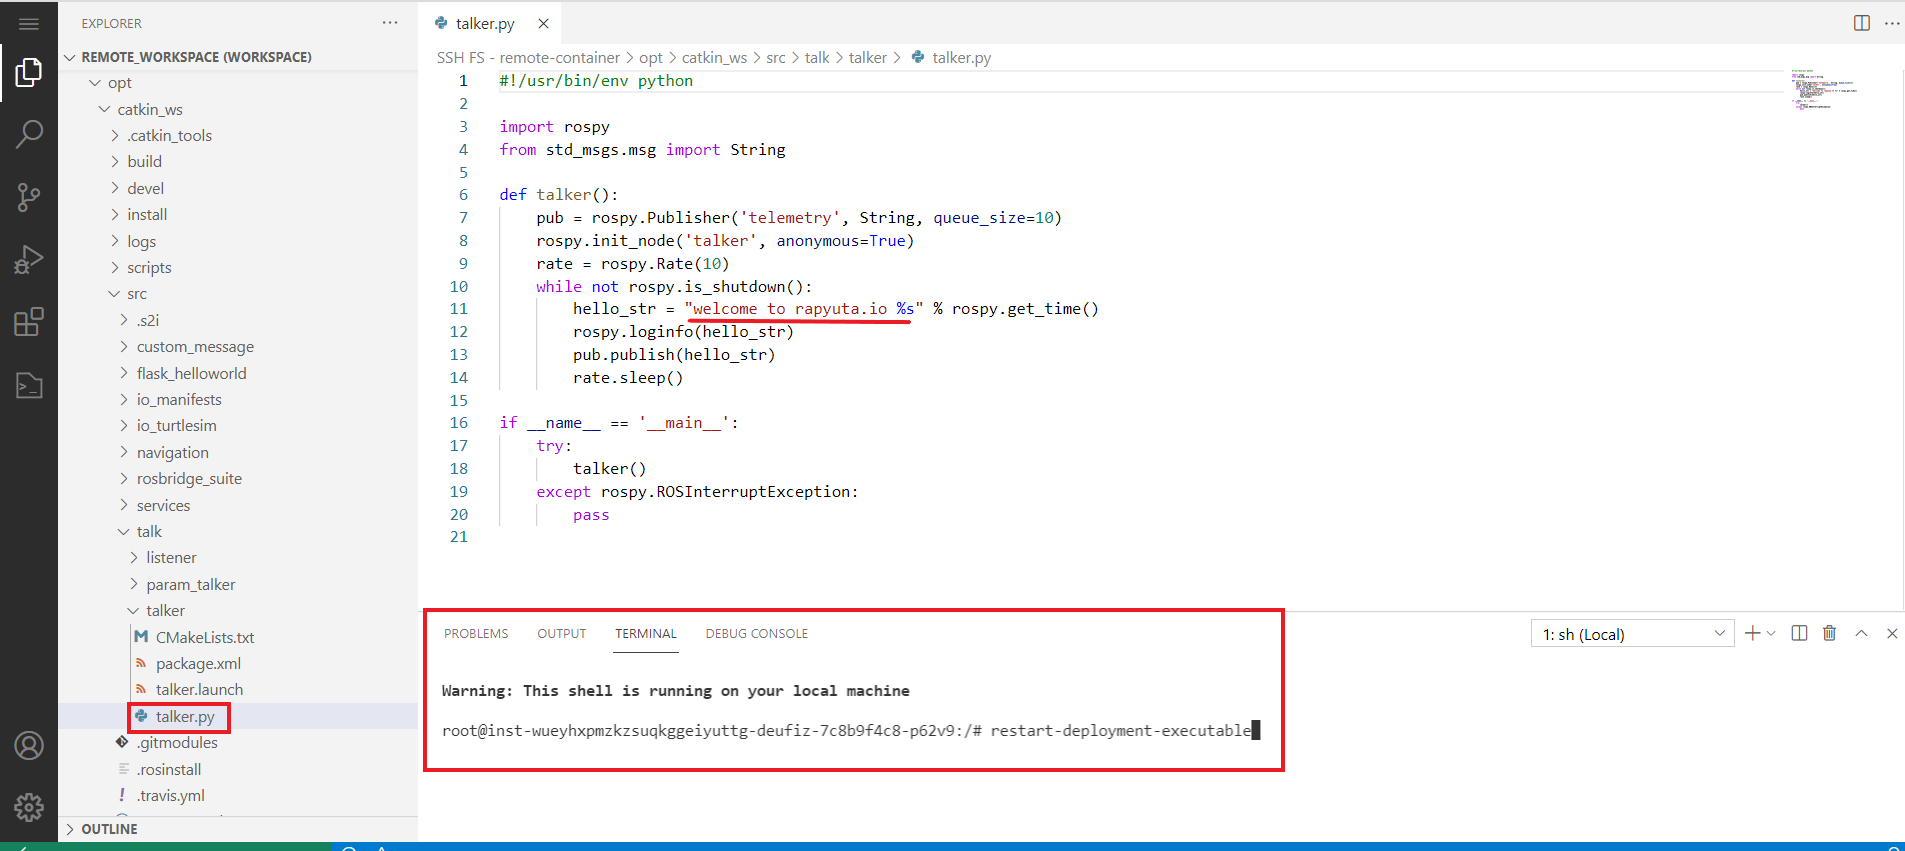 EXPLORER
REMOTE_WORKSPACE (WORKSPACE)
opt
catkin_ws
.catkin_tools
build
devel
install
logs
scripts
src
.s2i
custom_message
flask_helloworld
io_manifests
io_turtlesim
navigation
rosbridge_suite
services
talk
listener
param_talker
talker
CMakeLists.txt
package.xml
talker.launch
talker.py
.gitmodules
.rosinstall
.travis.yml
OUTLINE
talker.py
SSH FS - remote-container > opt > catkin_ws > src > talk > talker > talker.py
1 #!/usr/bin/env python
2
3 import rospy
4 from std_msgs.msg import String
5
6 def talker():
7 pub = rospy.Publisher('telemetry', String, queue_size=10)
8 rospy.init_node('talker', anonymous=True)
9 rate = rospy.Rate(10)
10 while not rospy.is_shutdown():
11 hello_str = "welcome to rapyuta.io %s" % rospy.get_time()
12 rospy.loginfo(hello_str)
13 pub.publish(hello_str)
14 rate.sleep()
15
16 if __name__ == '__main__':
17 try:
18 talker()
19 except rospy.ROSInterruptException:
20 pass
21
PROBLEMS OUTPUT TERMINAL DEBUG CONSOLE
1: sh (Local)
Warning: This shell is running on your local machine
root@inst-wueyhxpmzkzsuqkggeiyuttg-deufiz-7c8b9f4c8-p62v9:/# restart-deployment-executable